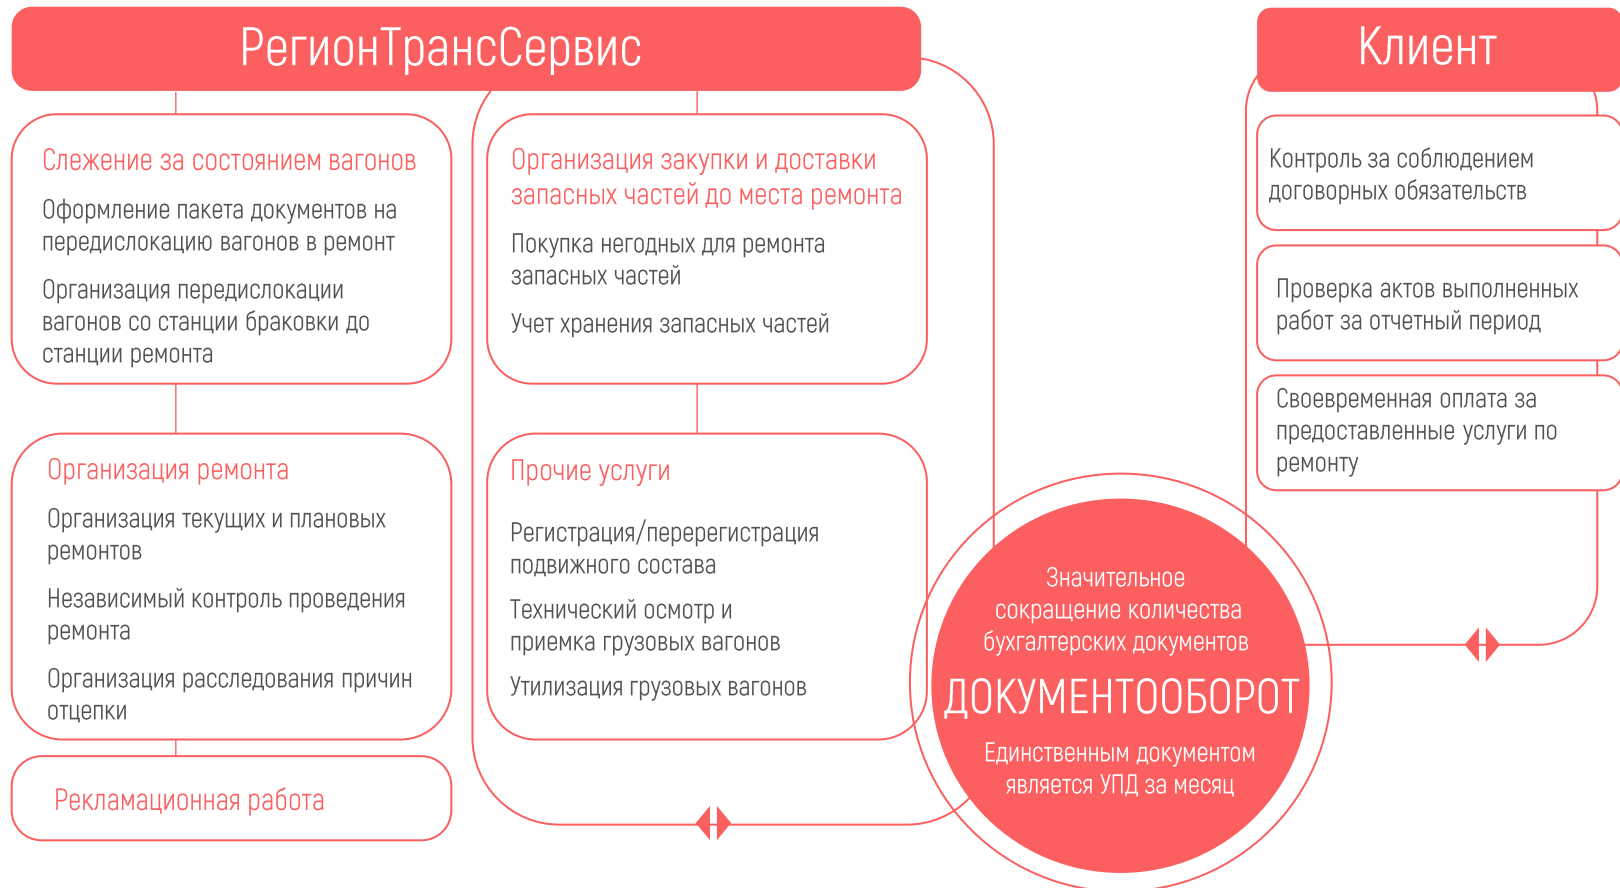 РегионТрансСервис
Слежение за состоянием вагонов
Оформление пакета документов на
передислокацию вагонов в ремонт
Организация передислокации
вагонов со станции браковки до
станции ремонта
Организация ремонта
Организация текущих и плановых
ремонтов
Независимый контроль проведения
ремонта
Организация расследования причин
отцепки
Рекламационная работа
Организация закупки и доставки
запасных частей до места ремонта
Покупка негодных для ремонта
запасных частей
Учет хранения запасных частей
Прочие услуги
Регистрация/перерегистрация
подвижного состава
Технический осмотр и
приемка грузовых вагонов
Утилизация грузовых вагонов
Значительное
сокращение количества
бухгалтерских документов
ДОКУМЕНТООБОРОТ
Единственным документом
является УПД за месяц
Клиент
Контроль за соблюдением
договорных обязательств
Проверка актов выполненных
работ за отчетный период
Своевременная оплата за
предоставленные услуги по
ремонту